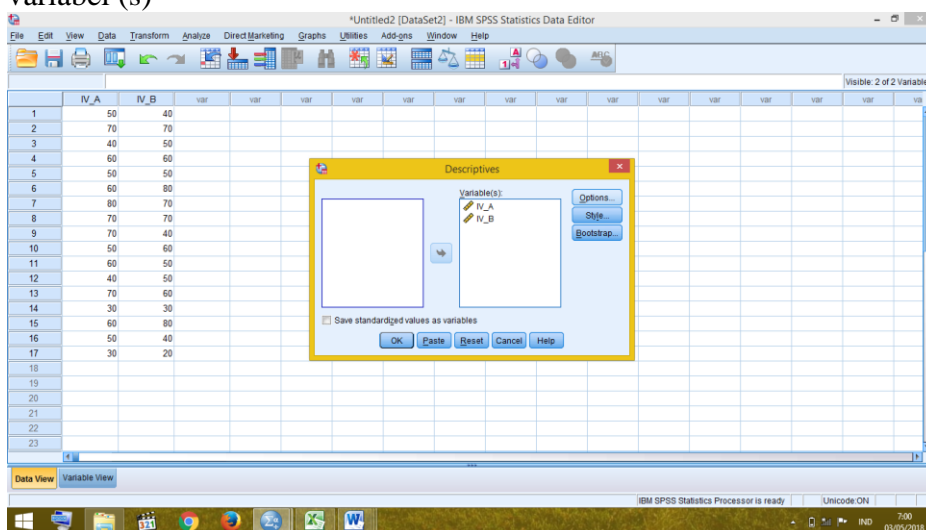 Variabel (s)
*Untitled2 [DataSet2] - IBM SPSS Statistics Data Editor
File Edit View Data Transform Analyze Direct Marketing Graphs Utilities Add-ons Window Help
Visible: 2 of 2 Variable
IV_A IV_B var var var var var var var var var var var var var va
1 50 40
2 70 70
3 40 50
4 60 60
5 50 50
6 60 80
7 80 70
8 70 70
9 70 40
10 50 60
11 60 50
12 40 50
13 70 60
14 30 30
15 60 80
16 50 40
17 30 20
18
19
20
21
22
23
Descriptives
Variable(s):
IV_A
IV_B
Options...
Style...
Bootstrap...
Save standardized values as variables
OK Paste Reset Cancel Help
Data View Variable View
IBM SPSS Statistics Processor is ready Unicode:ON
IND 7:00
03/05/2018